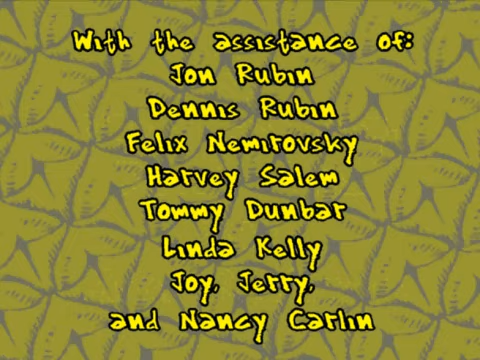 With the assistance of:
Jon Rubin
Dennis Rubin
Felix Nemirovsky
Harvey Salem
Tommy Dunbar
Linda Kelly
Joy, Jerry,
and Nancy Carlin